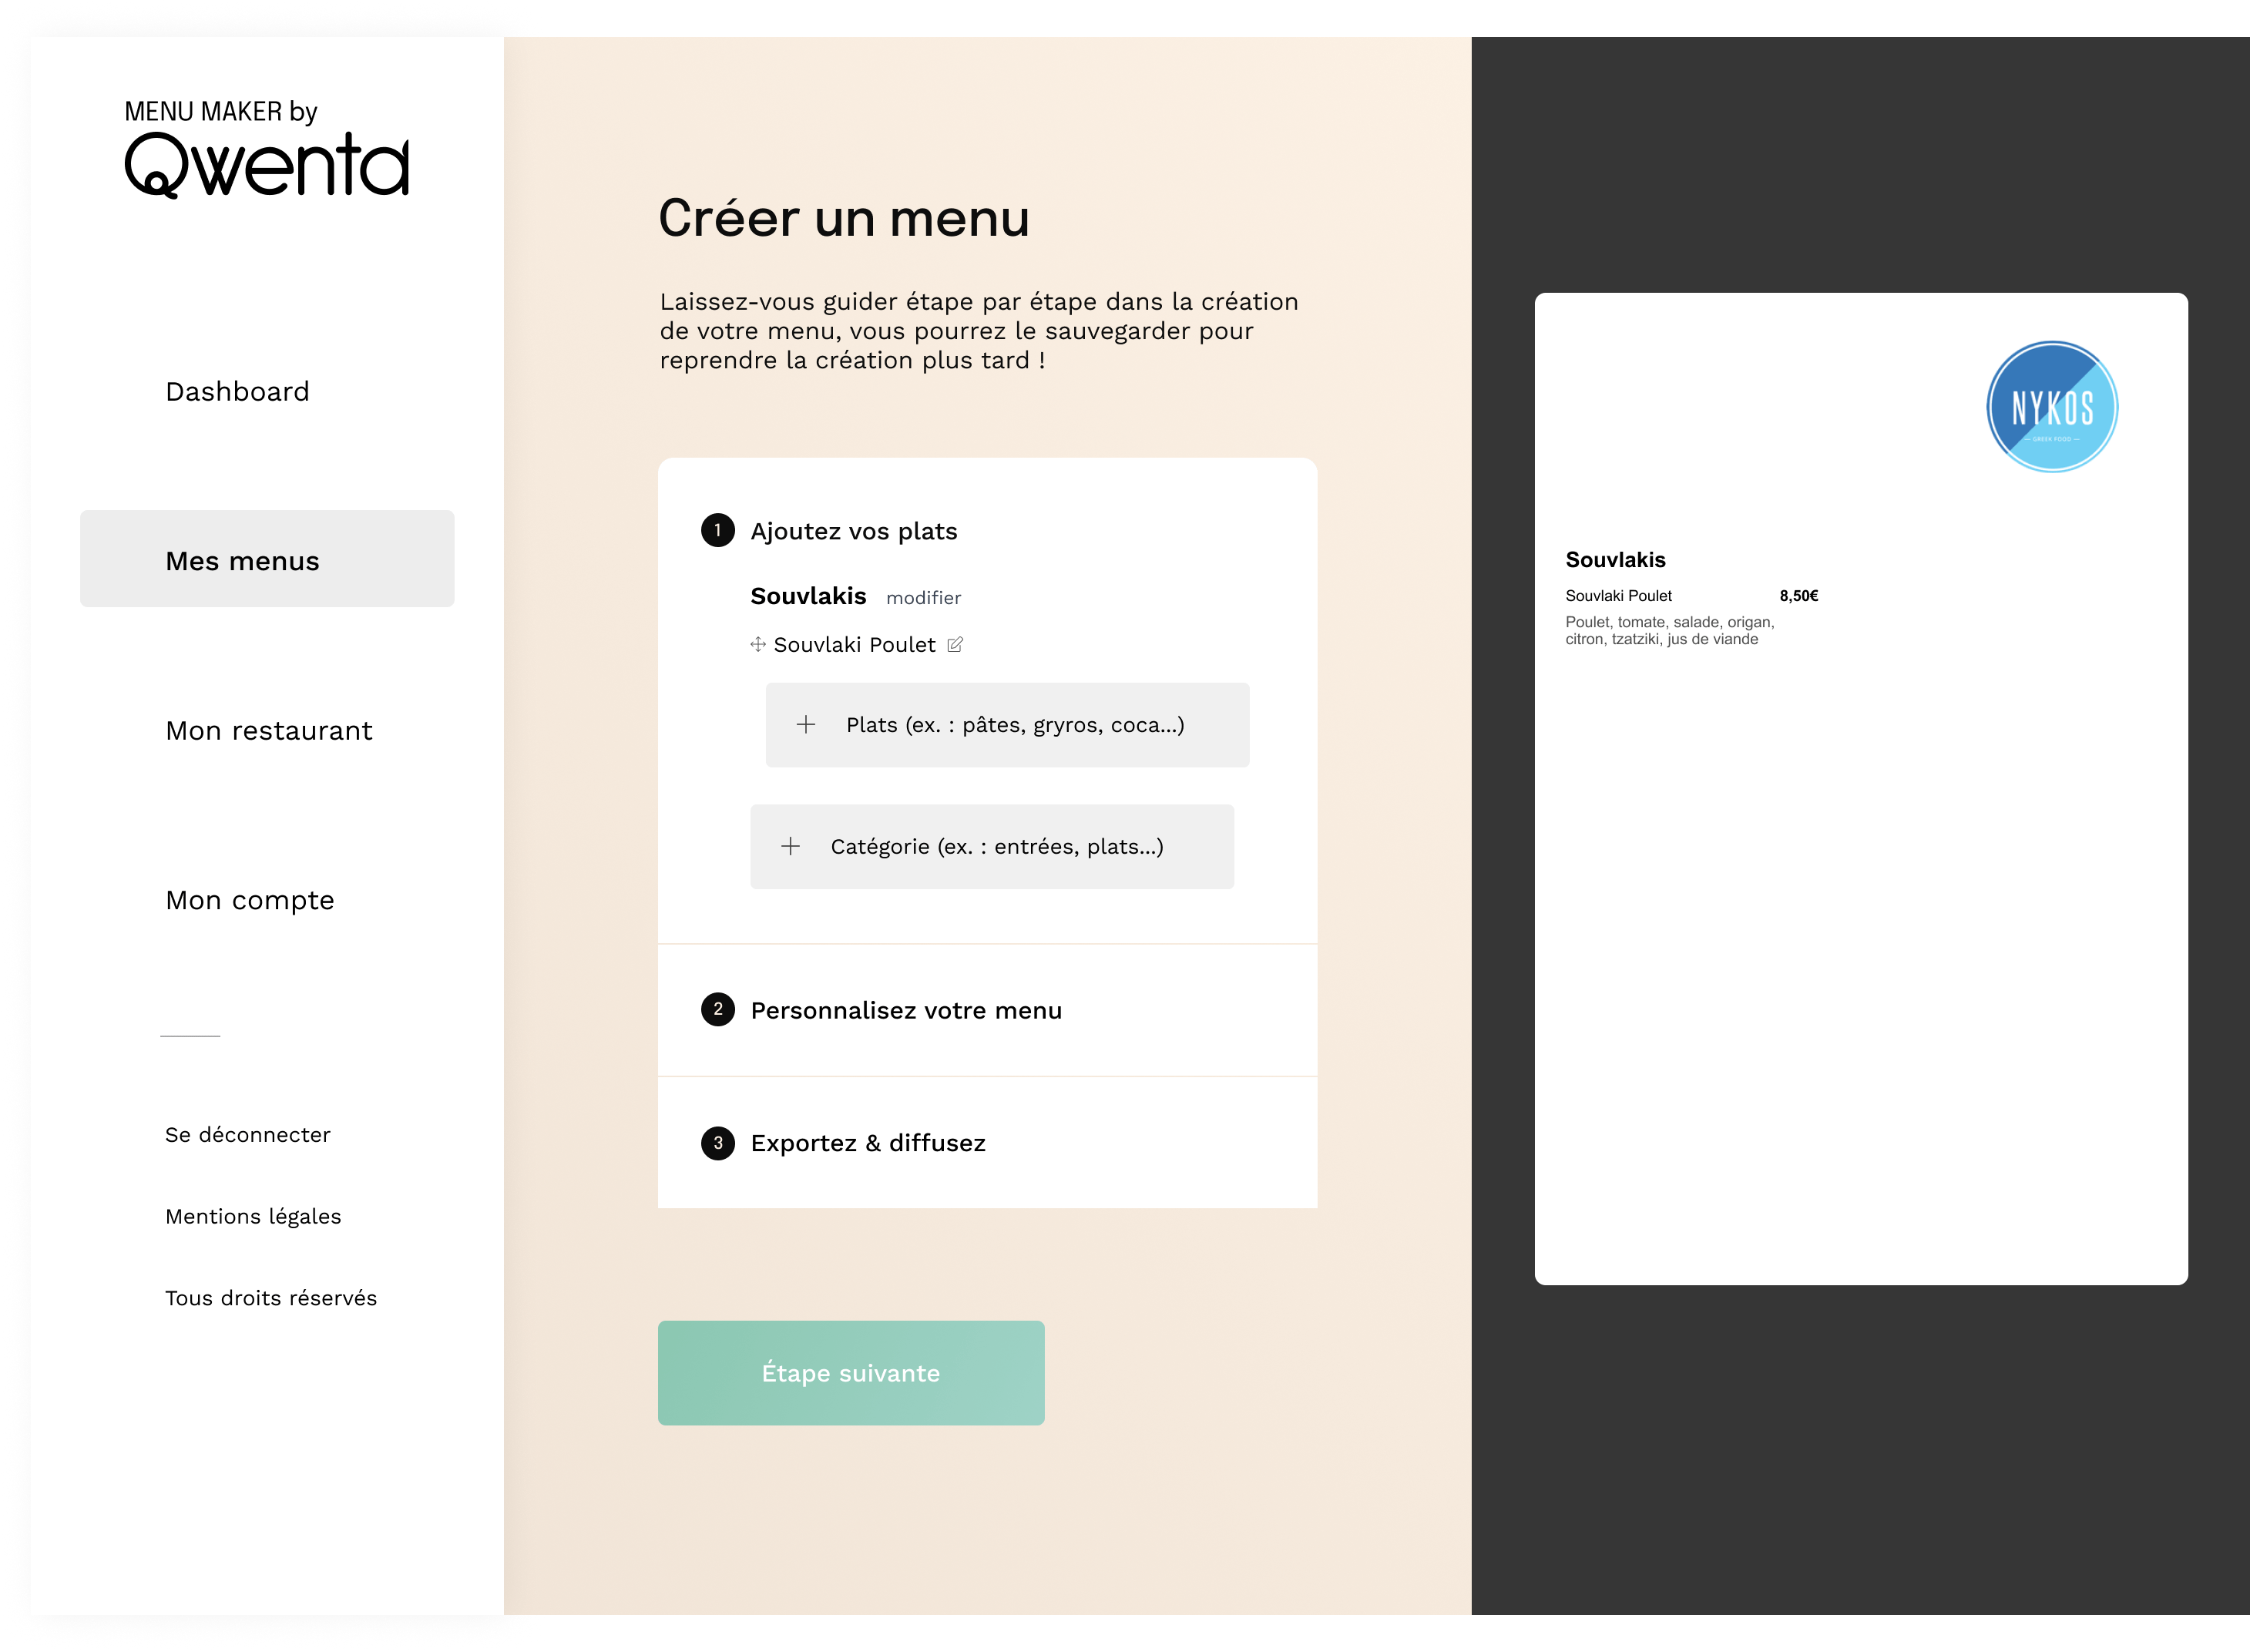 MENU MAKER by
Qwenta
Dashboard
Mes menus
Mon restaurant
Mon compte
Se déconnecter
Mentions légales
Tous droits réservés
Créer un menu
Laissez-vous guider étape par étape dans la création
de votre menu, vous pourrez le sauvegarder pour
reprendre la création plus tard !
1 Ajoutez vos plats
Souvlakis modifier
Souvlaki Poulet
+ Plats (ex. : pâtes, gryros, coca...)
+ Catégorie (ex. : entrées, plats...)
2 Personnalisez votre menu
3 Exportez & diffusez
Étape suivante
NYKOS
— GREEK FOOD —
Souvlakis
Souvlaki Poulet 8,50€
Poulet, tomate, salade, origan,
citron, tzatziki, jus de viande